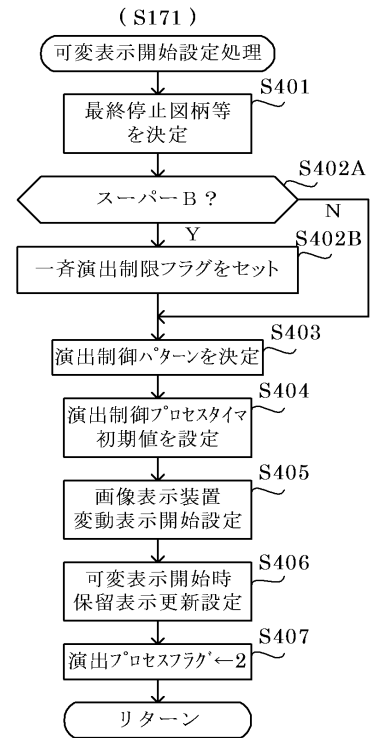 (S171)
可変表示開始設定処理
S401
最終停止図柄等
を決定
S402A
スーパーB?
N
Y
S402B
一斉演出制限フラグをセット
S403
演出制御パターンを決定
S404
演出制御プロセスタイマ
初期値を設定
S405
画像表示装置
変動表示開始設定
S406
可変表示開始時
保留表示更新設定
S407
演出プロセスフラグ←2
リターン